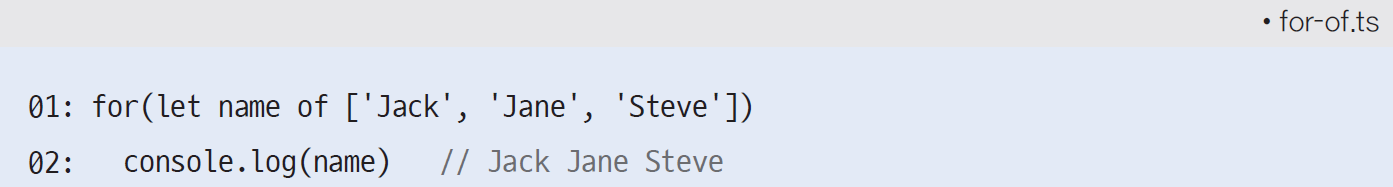 • for-of.ts
01: for(let name of ['Jack', 'Jane', 'Steve'])
02:   console.log(name)   // Jack Jane Steve